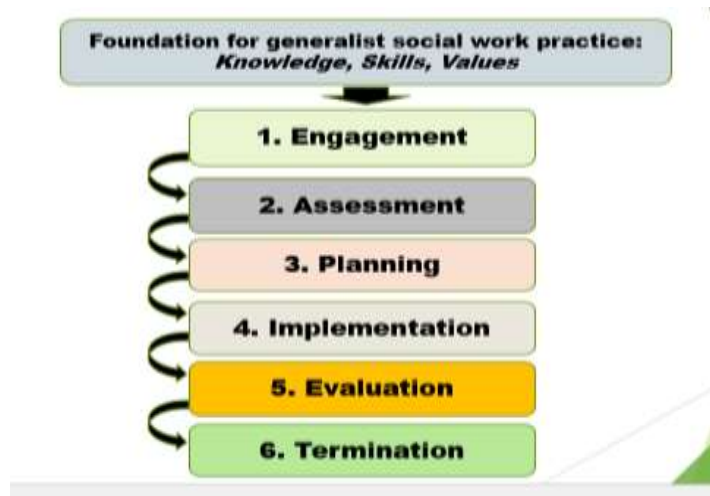 Foundation for generalist social work practice:
Knowledge, Skills, Values
1. Engagement
2. Assessment
3. Planning
4. Implementation
5. Evaluation
6. Termination